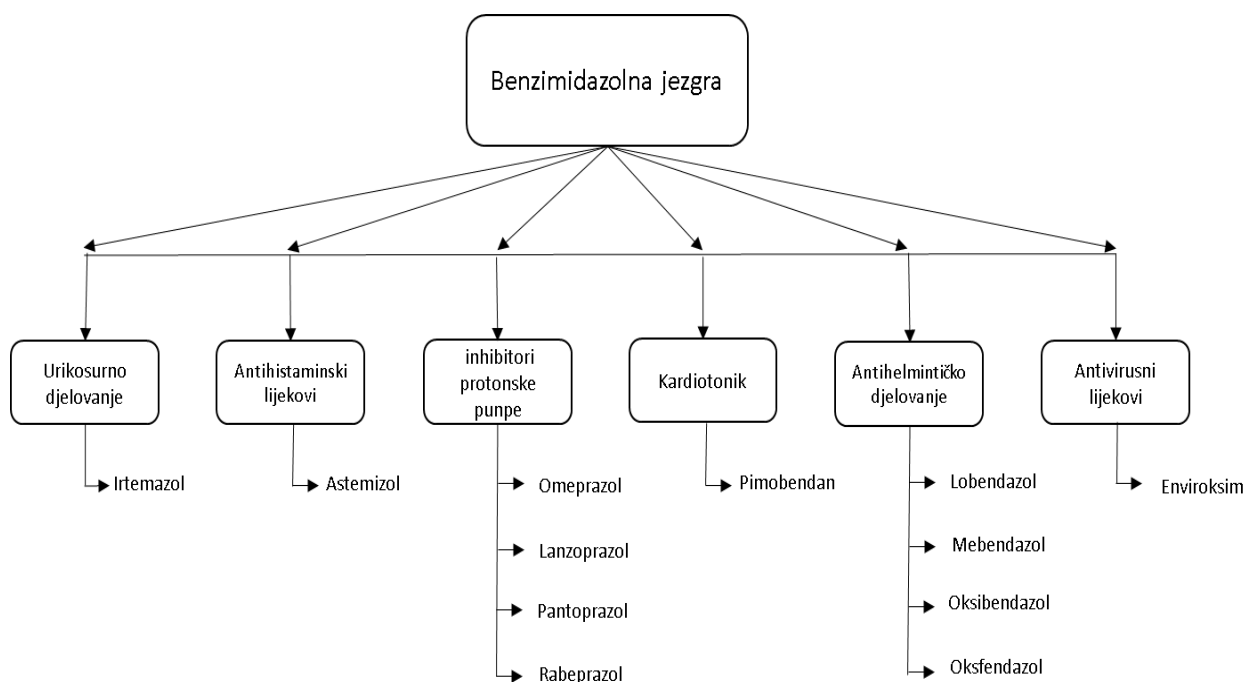 Benzimidazolna jezgra
Urikosurno
djelovanje
Antihistaminski
lijekovi
inhibitori
protonske
punpe
Kardiotonik
Antihelmintičko
djelovanje
Antivirusni
lijekovi
Irtemazol
Astemizol
Omeprazol
Lanzoprazol
Pantoprazol
Rabeprazol
Pimobendan
Lobendazol
Mebendazol
Oksibendazol
Oksfendazol
Enviroksim